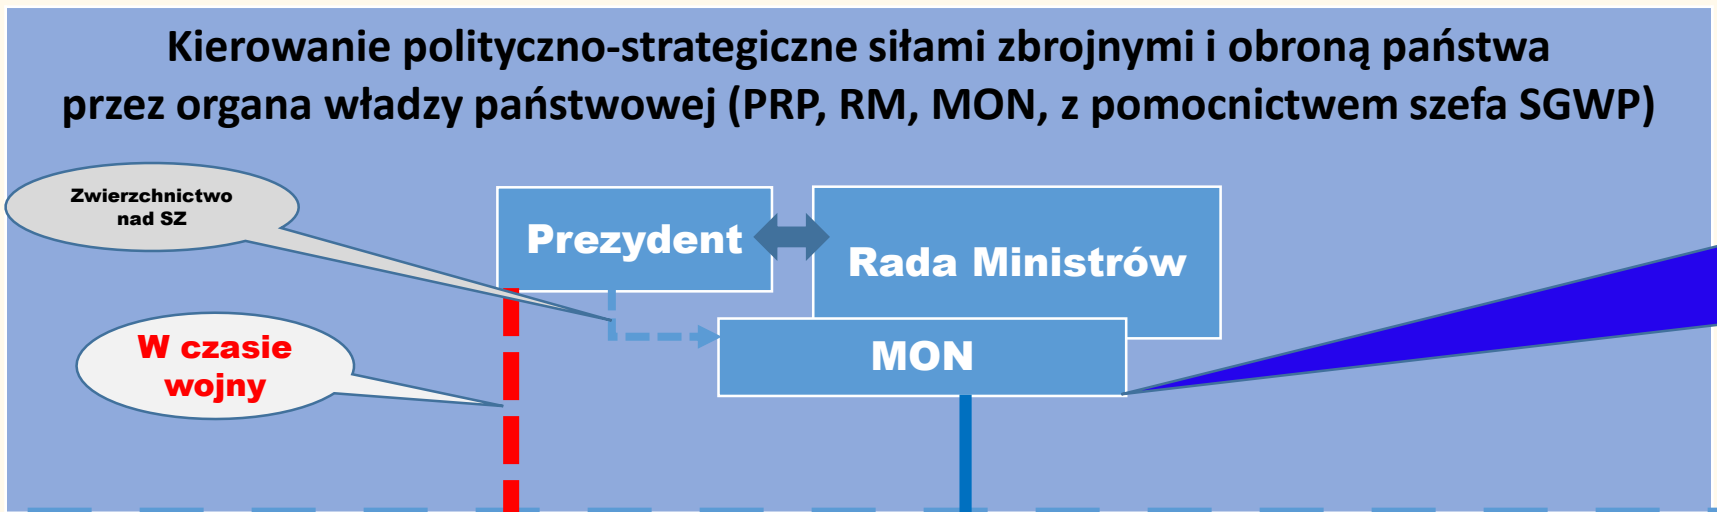 Kierowanie polityczno-strategiczne siłami zbrojnymi i obroną państwa
przez organa władzy państwowej (PRP, RM, MON, z pomocnictwem szefa SGWP)
Zwierzchnictwo
nad SZ
Prezydent
Rada Ministrów
W czasie
wojny
MON